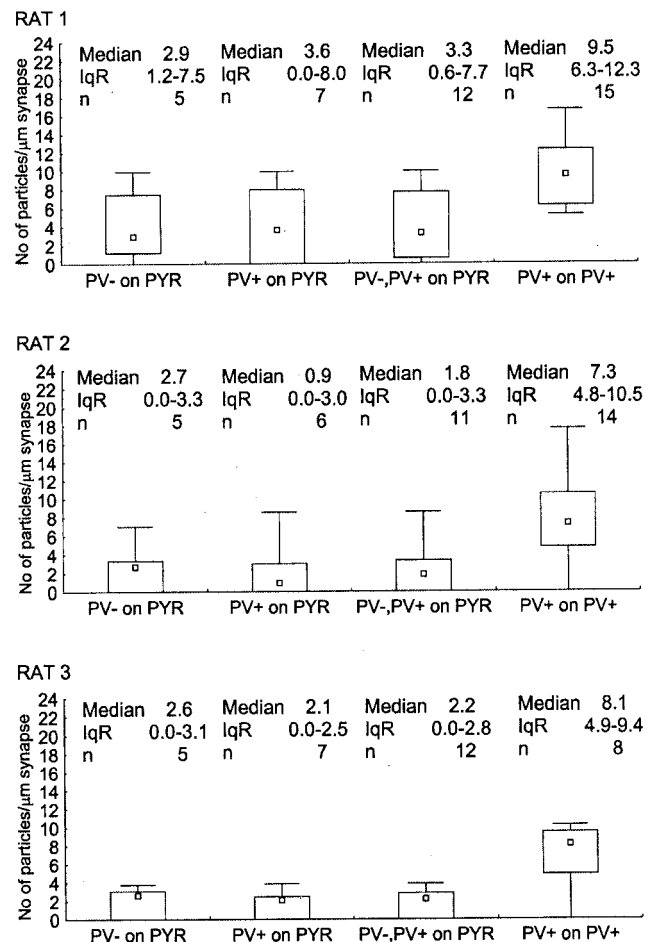 RAT 1
No of particles/μm synapse
24
22
20
18
16
14
12
10
8
6
4
2
0
Median 2.9 Median 3.6 Median 3.3 Median 9.5
IqR 1.2-7.5 IqR 0.0-8.0 IqR 0.6-7.7 IqR 6.3-12.3
n 5 n 7 n 12 n 15
PV- on PYR PV+ on PYR PV-,PV+ on PYR PV+ on PV+
RAT 2
No of particles/μm synapse
24
22
20
18
16
14
12
10
8
6
4
2
0
Median 2.7 Median 0.9 Median 1.8 Median 7.3
IqR 0.0-3.3 IqR 0.0-3.0 IqR 0.0-3.3 IqR 4.8-10.5
n 5 n 6 n 11 n 14
PV- on PYR PV+ on PYR PV-,PV+ on PYR PV+ on PV+
RAT 3
No of particles/μm synapse
24
22
20
18
16
14
12
10
8
6
4
2
0
Median 2.6 Median 2.1 Median 2.2 Median 8.1
IqR 0.0-3.1 IqR 0.0-2.5 IqR 0.0-2.8 IqR 4.9-9.4
n 5 n 7 n 12 n 8
PV- on PYR PV+ on PYR PV-,PV+ on PYR PV+ on PV+